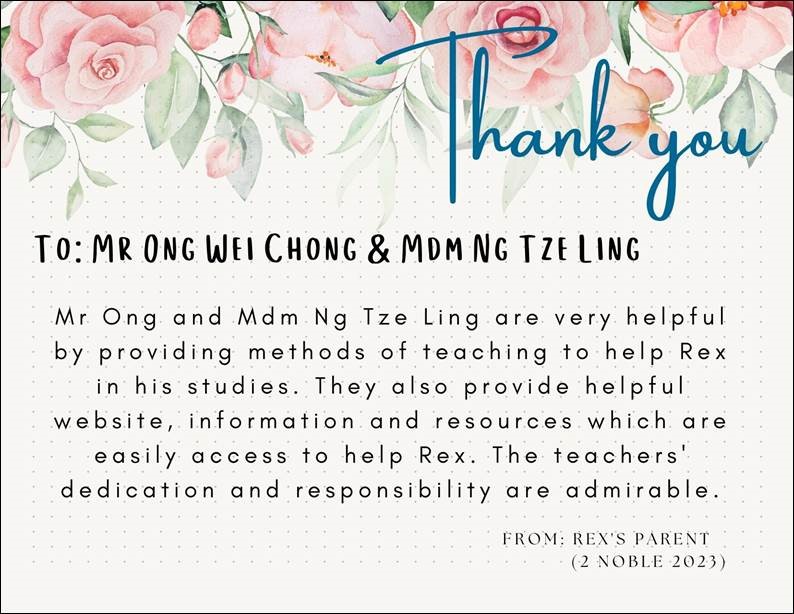 Thank you
To: Mr Ong Wei Chong & Mdm Ng Tze Ling
Mr Ong and Mdm Ng Tze Ling are very helpful
by providing methods of teaching to help Rex
in his studies. They also provide helpful
website, information and resources which are
easily access to help Rex. The teachers'
dedication and responsibility are admirable.
FROM: REX'S PARENT
(2 NOBLE 2023)